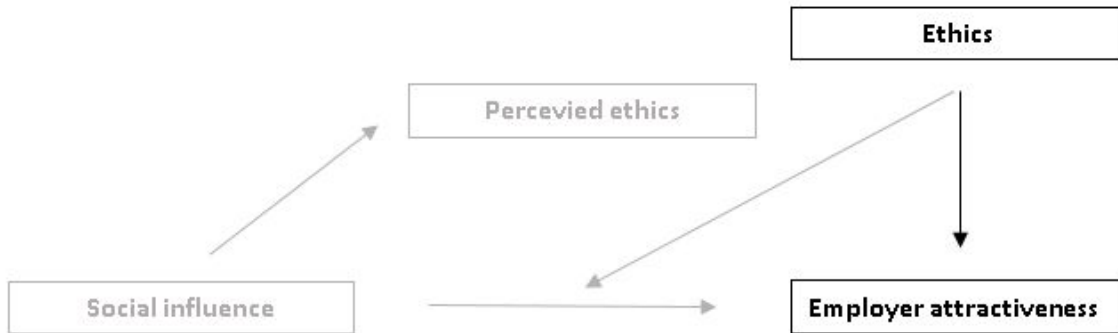 Ethics
Percevied ethics
Social influence
Employer attractiveness